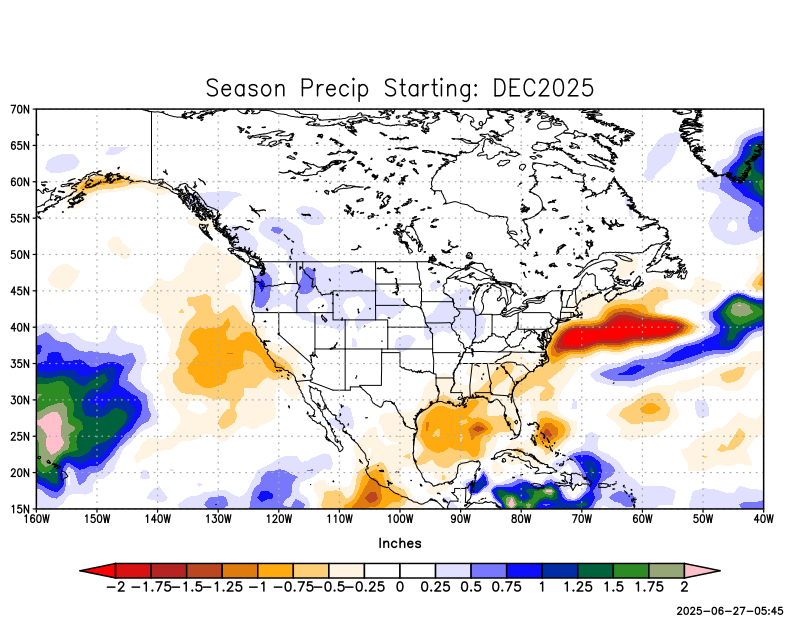 Season Precip Starting: DEC2025
70N
65N
60N
55N
50N
45N
40N
35N
30N
25N
20N
15N
160W 150W 140W 130W 120W 110W 100W 90W 80W 70W 60W 50W 40W
Inches
-2 -1.75 -1.5 -1.25 -1 -0.75 -0.5 -0.25 0 0.25 0.5 0.75 1 1.25 1.5 1.75 2
2025-06-27-05:45